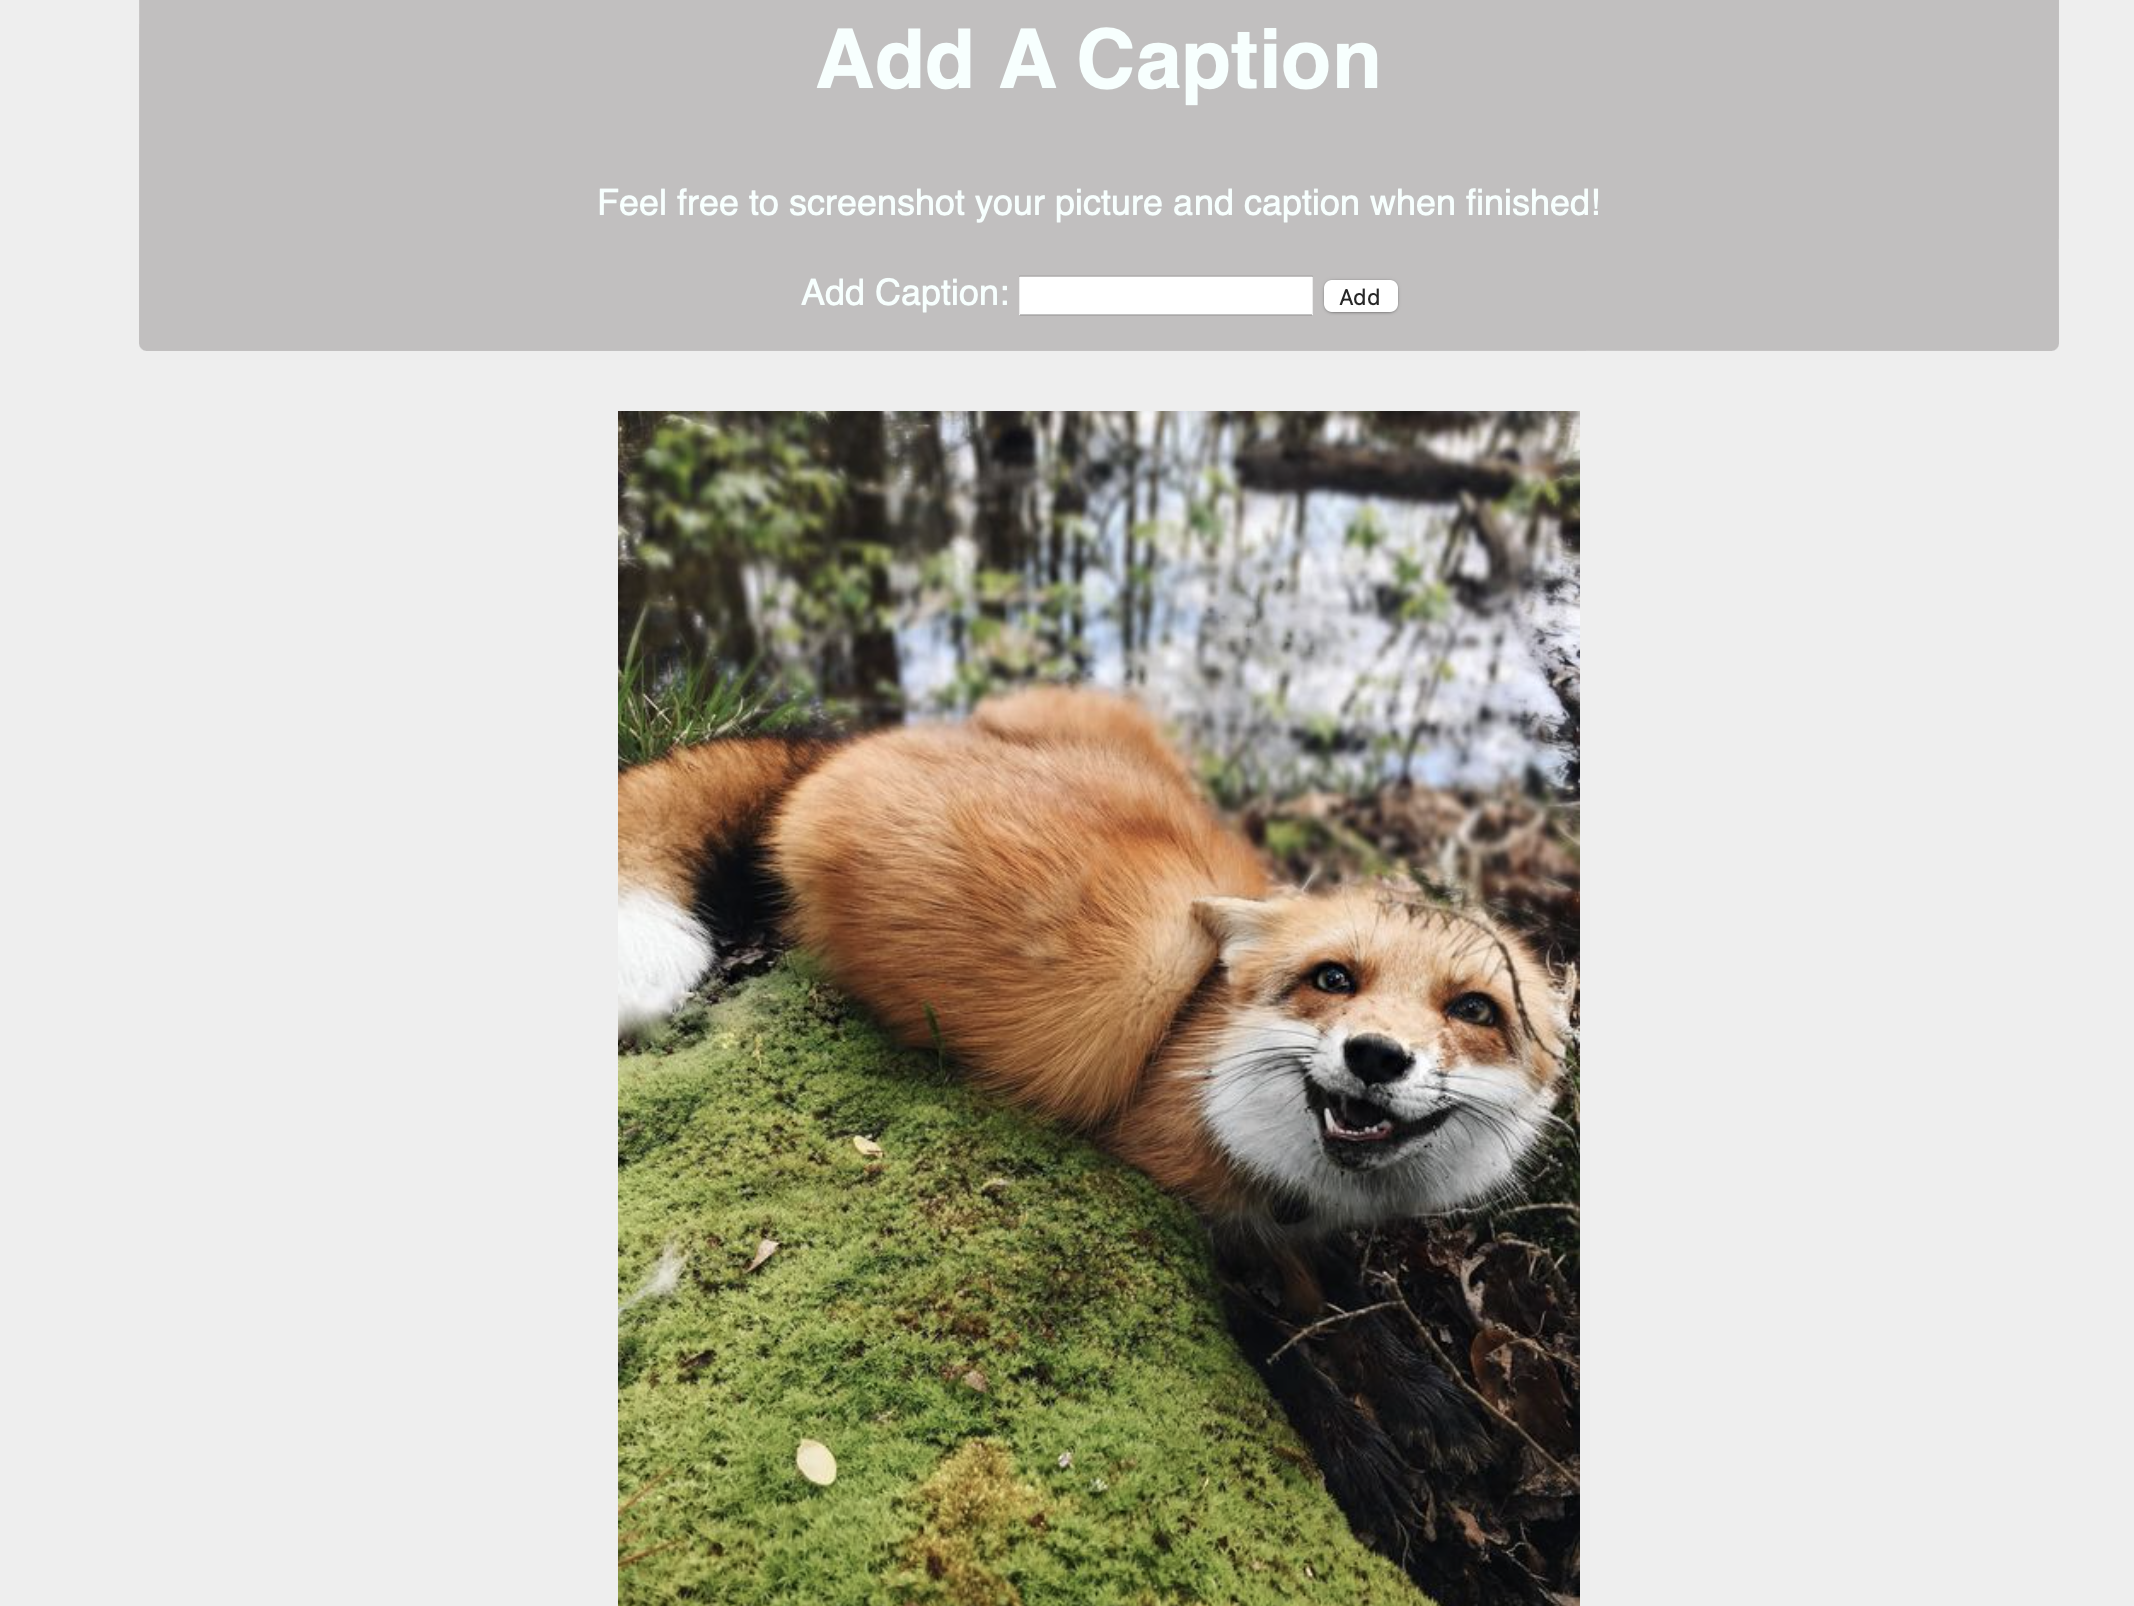 Add A Caption
Feel free to screenshot your picture and caption when finished!
Add Caption: Add